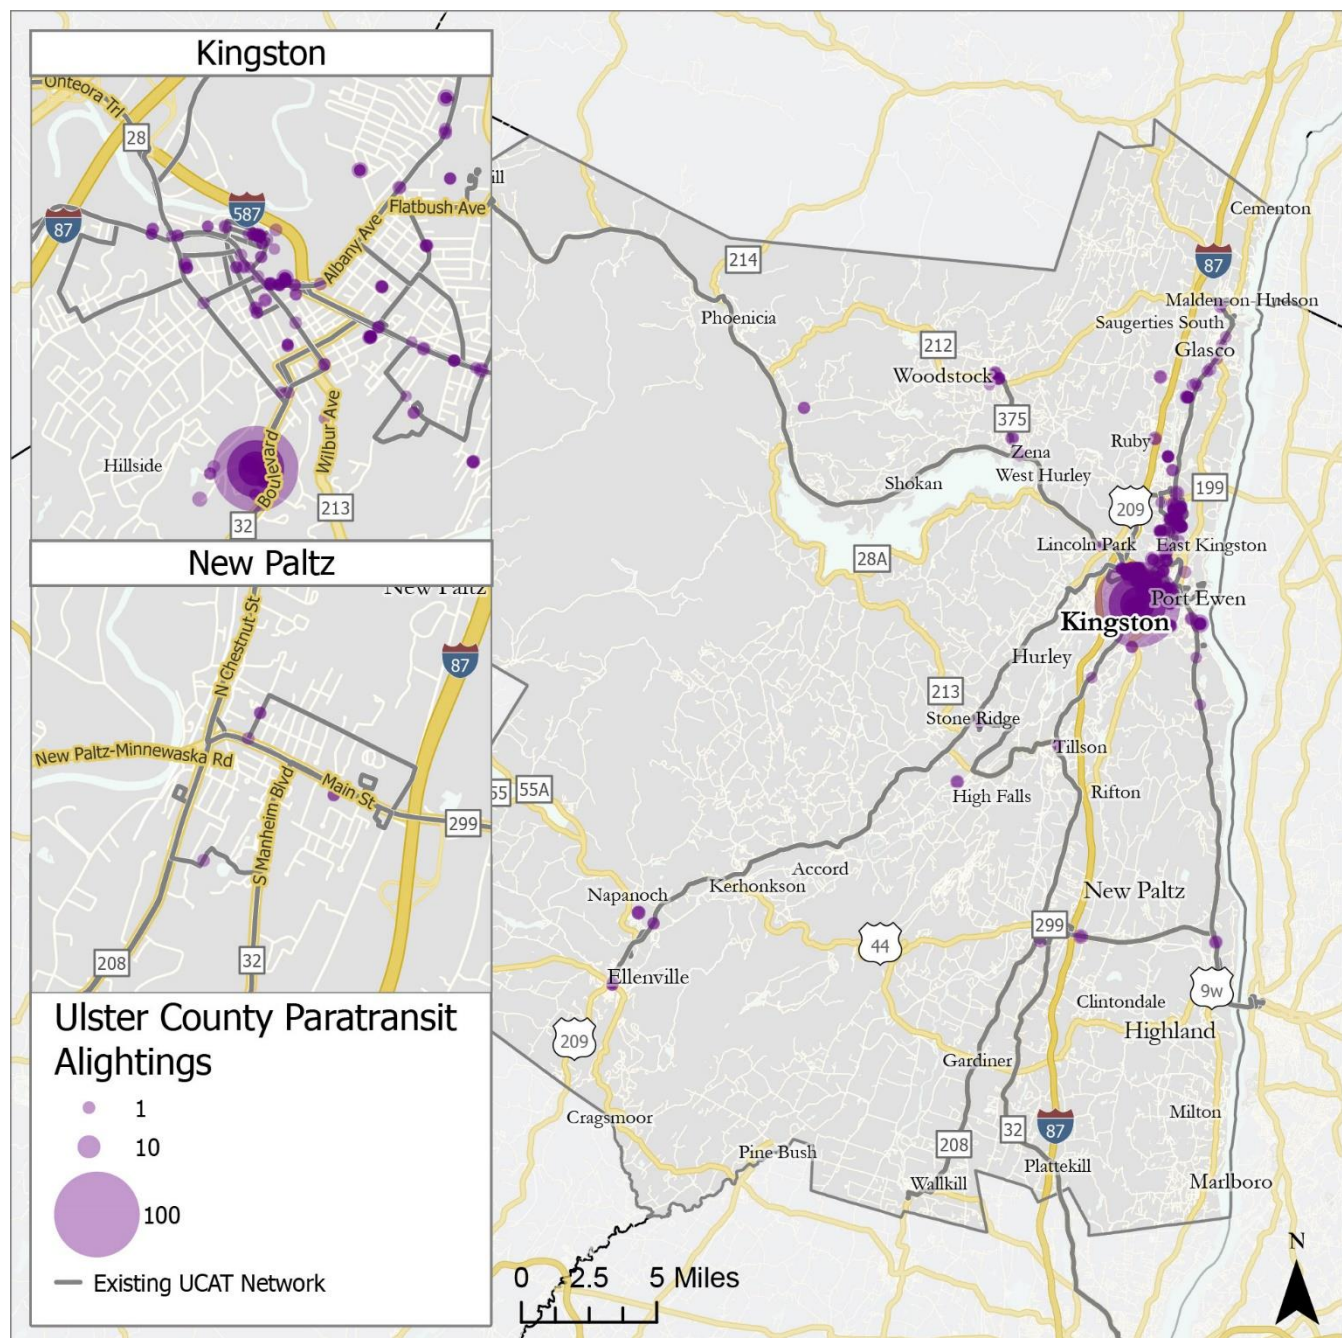 Kingston
Onteora Trl
28
587
87
Flatbush Ave
Albany Ave
Wilbur Ave
Boulevard
Hillside
213
32
New Paltz
New Paltz
N Chestnut St
87
New Paltz-Minnewaska Rd
Main St
S Manheim Blvd
299
208
32
Ulster County Paratransit
Alightings
1
10
100
Existing UCAT Network
ill
Cementon
214
87
Malden-on-Hudson
Phoenicia
Saugerties South
212
Glasco
Woodstock
375
Ruby
Zena
West Hurley
Shokan
199
209
Lincoln Park
East Kingston
28A
Port Ewen
Kingston
Hurley
213
Stone Ridge
Tillson
High Falls
Rifton
55
55A
Accord
Kerhonkson
Napanoch
New Paltz
299
44
Ellenville
9w
Clintondale
Highland
209
Gardiner
Cragsmoor
Milton
32
87
208
Pine Bush
Plattekill
Wallkill
Marlboro
N
0 2.5 5 Miles